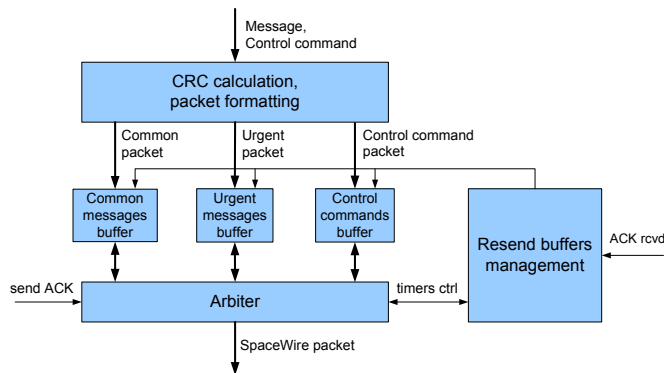 Message,
Control command
CRC calculation,
packet formatting
Common
packet
Urgent
packet
Control command
packet
Common
messages
buffer
Urgent
messages
buffer
Control
commands
buffer
Resend buffers
management
ACK rcvd
send ACK
Arbiter
timers ctrl
SpaceWire packet